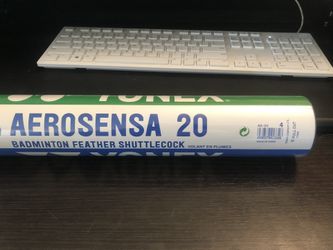 YONEX
AEROSENSA 20
BADMINTON FEATHER SHUTTLECOCK VOLANT EN PLUMES
YONEX